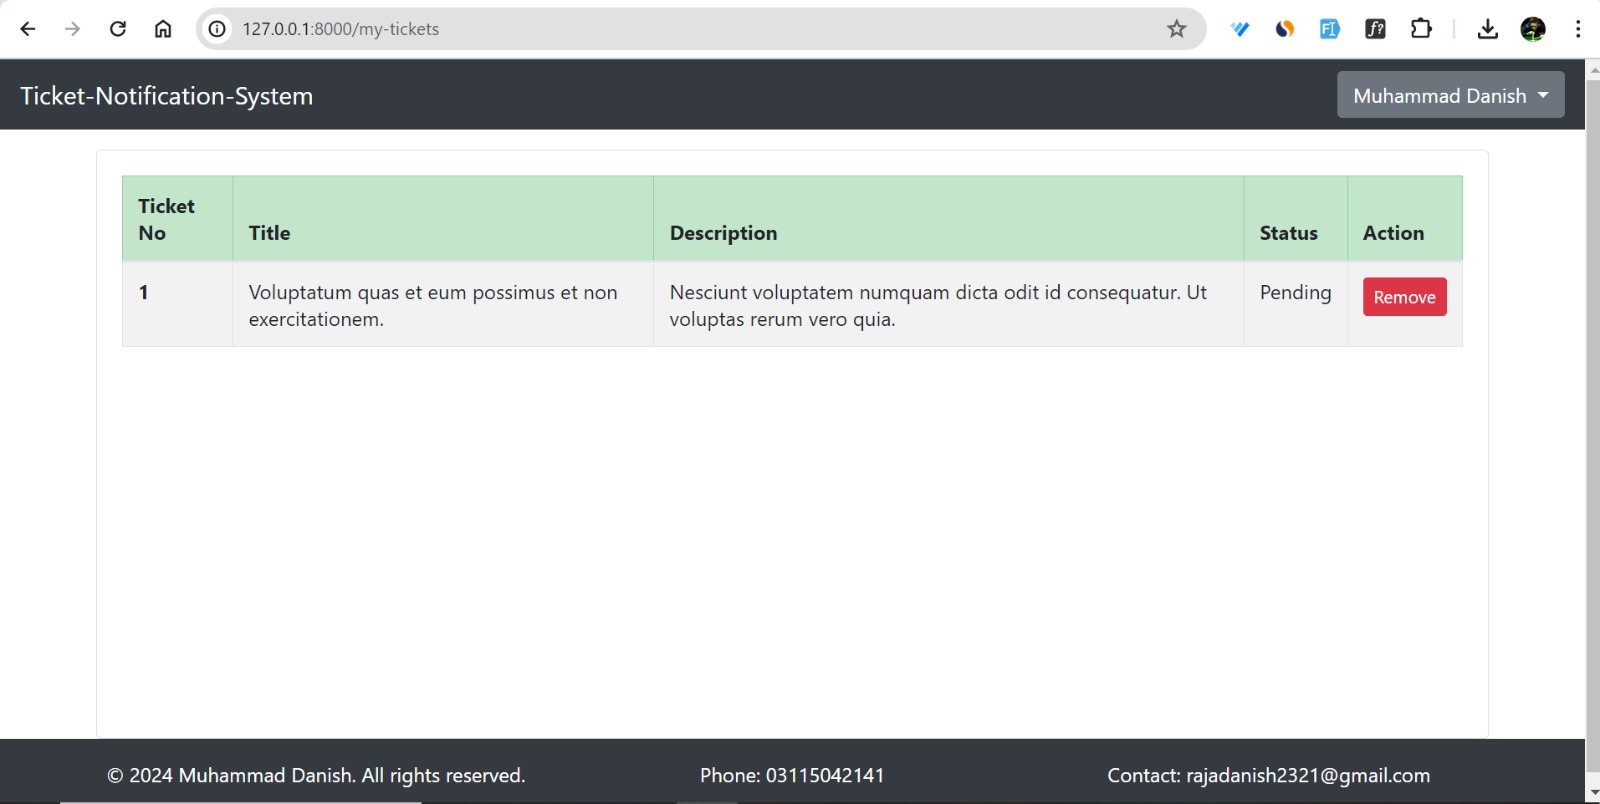 127.0.0.1:8000/my-tickets
Ticket-Notification-System
Muhammad Danish
Ticket No
Title
Description
Status
Action
1
Voluptatum quas et eum possimus et non
exercitationem.
Nesciunt voluptatem numquam dicta odit id consequatur. Ut
voluptas rerum vero quia.
Pending
Remove
© 2024 Muhammad Danish. All rights reserved.
Phone: 03115042141
Contact: rajadanish2321@gmail.com